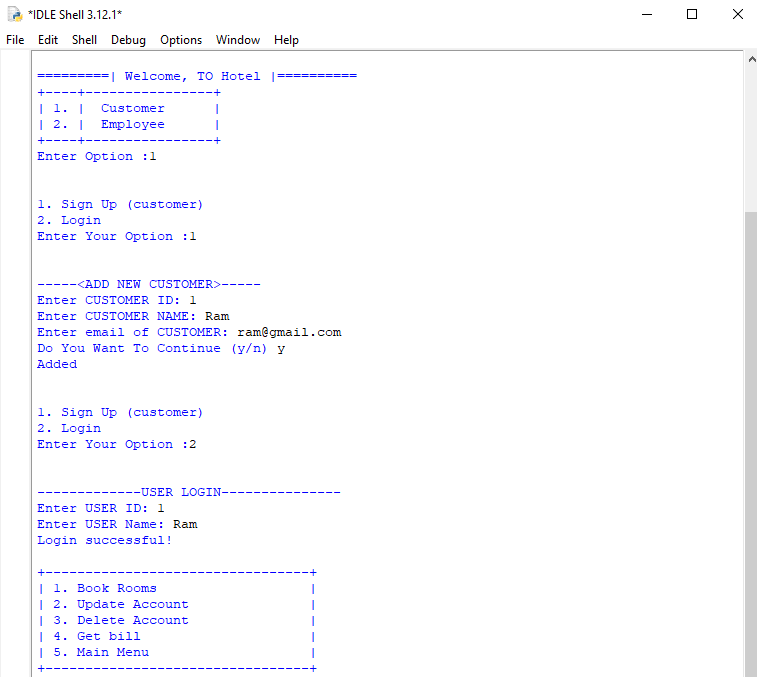 *IDLE Shell 3.12.1*
File Edit Shell Debug Options Window Help
=========| Welcome, TO Hotel |==========
+----+----------------+
| 1. |  Customer      |
| 2. |  Employee      |
+----+----------------+
Enter Option :1
1. Sign Up (customer)
2. Login
Enter Your Option :1
-----<ADD NEW CUSTOMER>-----
Enter CUSTOMER ID: 1
Enter CUSTOMER NAME: Ram
Enter email of CUSTOMER: ram@gmail.com
Do You Want To Continue (y/n) y
Added
1. Sign Up (customer)
2. Login
Enter Your Option :2
-------------USER LOGIN---------------
Enter USER ID: 1
Enter USER Name: Ram
Login successful!
+---------------------------------+
| 1. Book Rooms                   |
| 2. Update Account               |
| 3. Delete Account               |
| 4. Get bill                     |
| 5. Main Menu                    |
+---------------------------------+